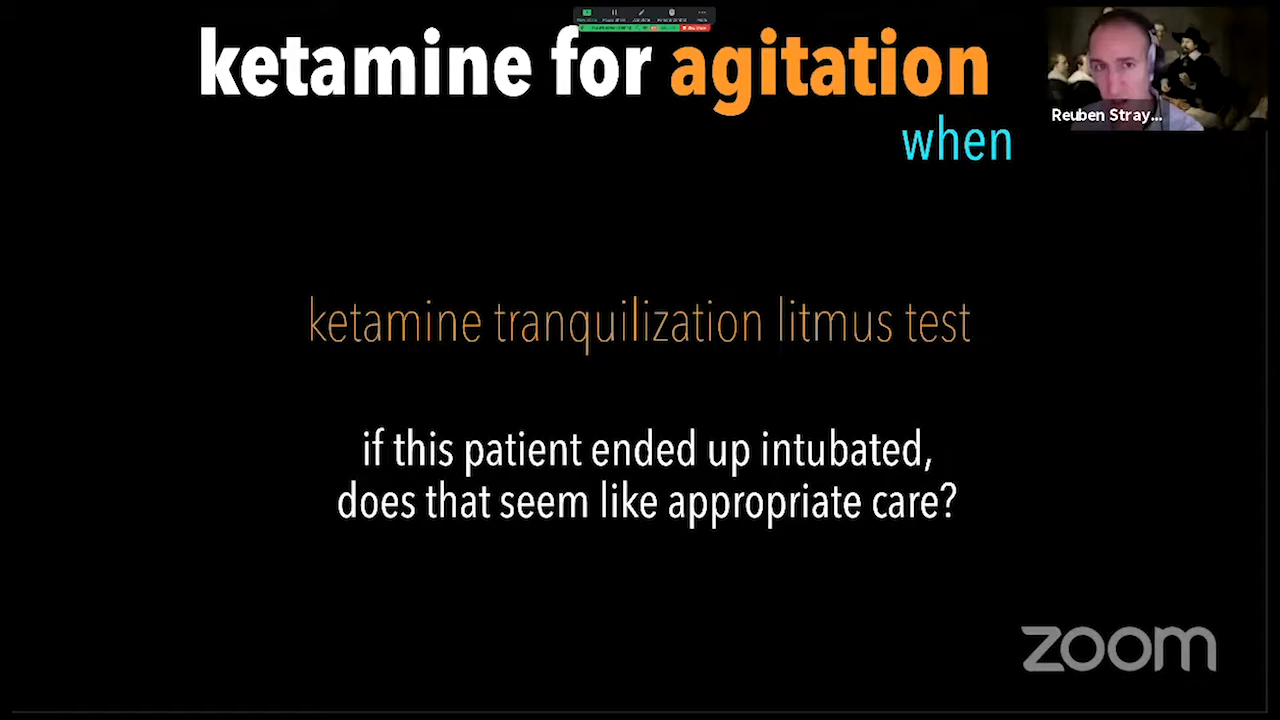 ketamine for agitation
when
Reuben Stray...
ketamine tranquilization litmus test
if this patient ended up intubated,
does that seem like appropriate care?
zoom